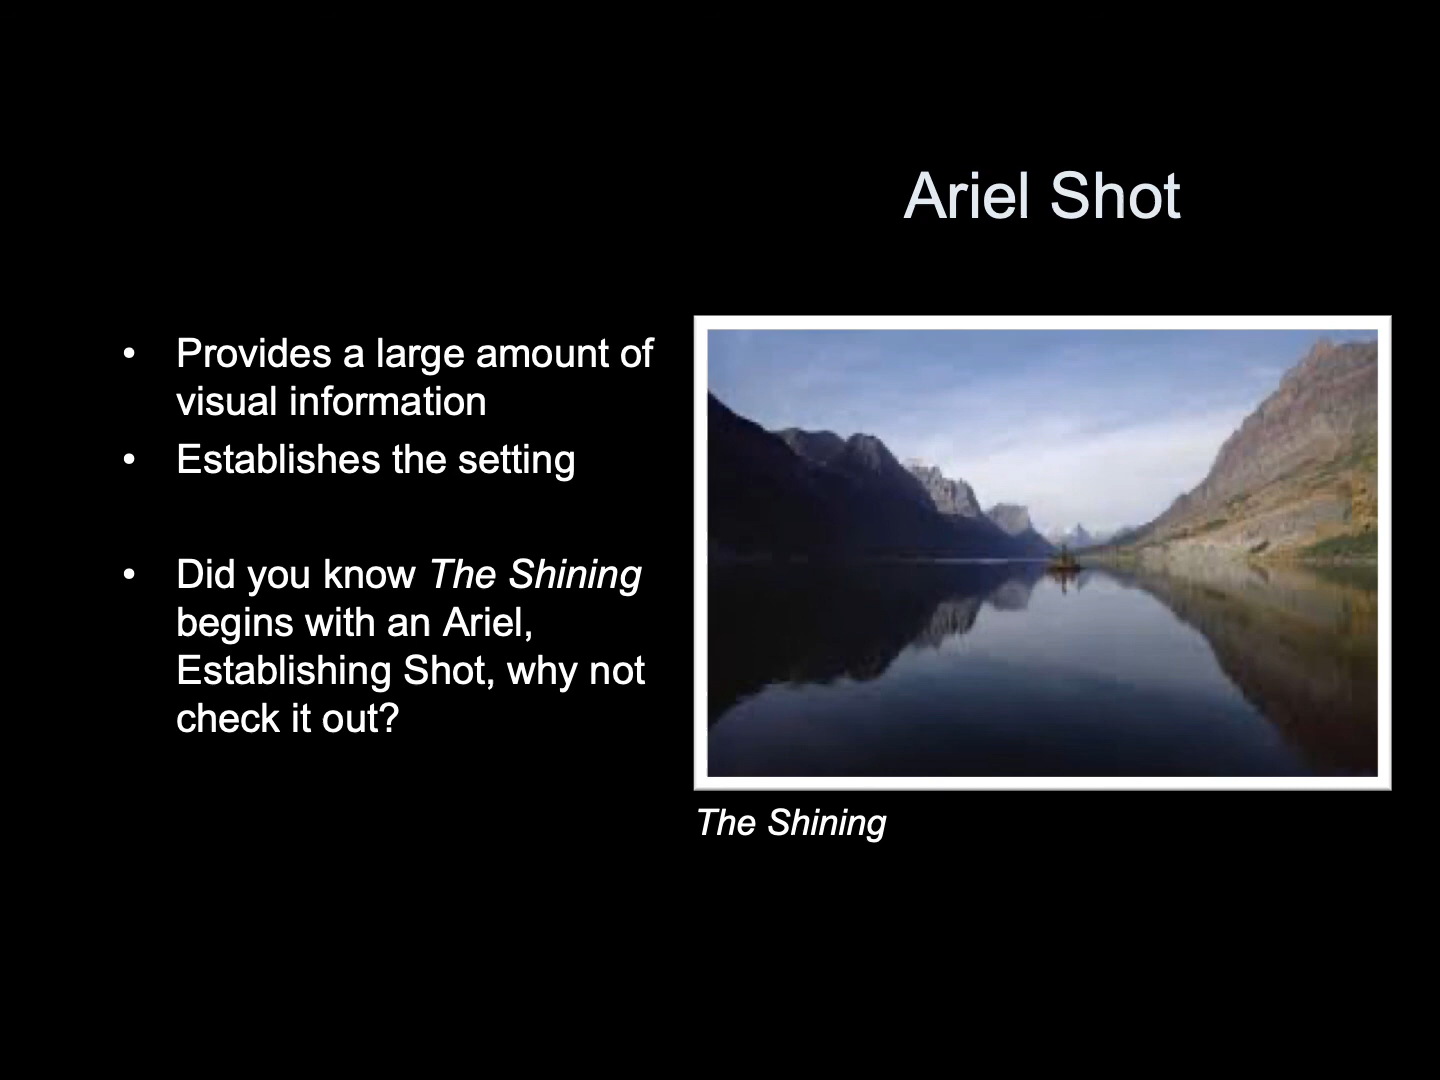 Ariel Shot
• Provides a large amount of
visual information
• Establishes the setting
• Did you know The Shining
begins with an Ariel,
Establishing Shot, why not
check it out?
The Shining